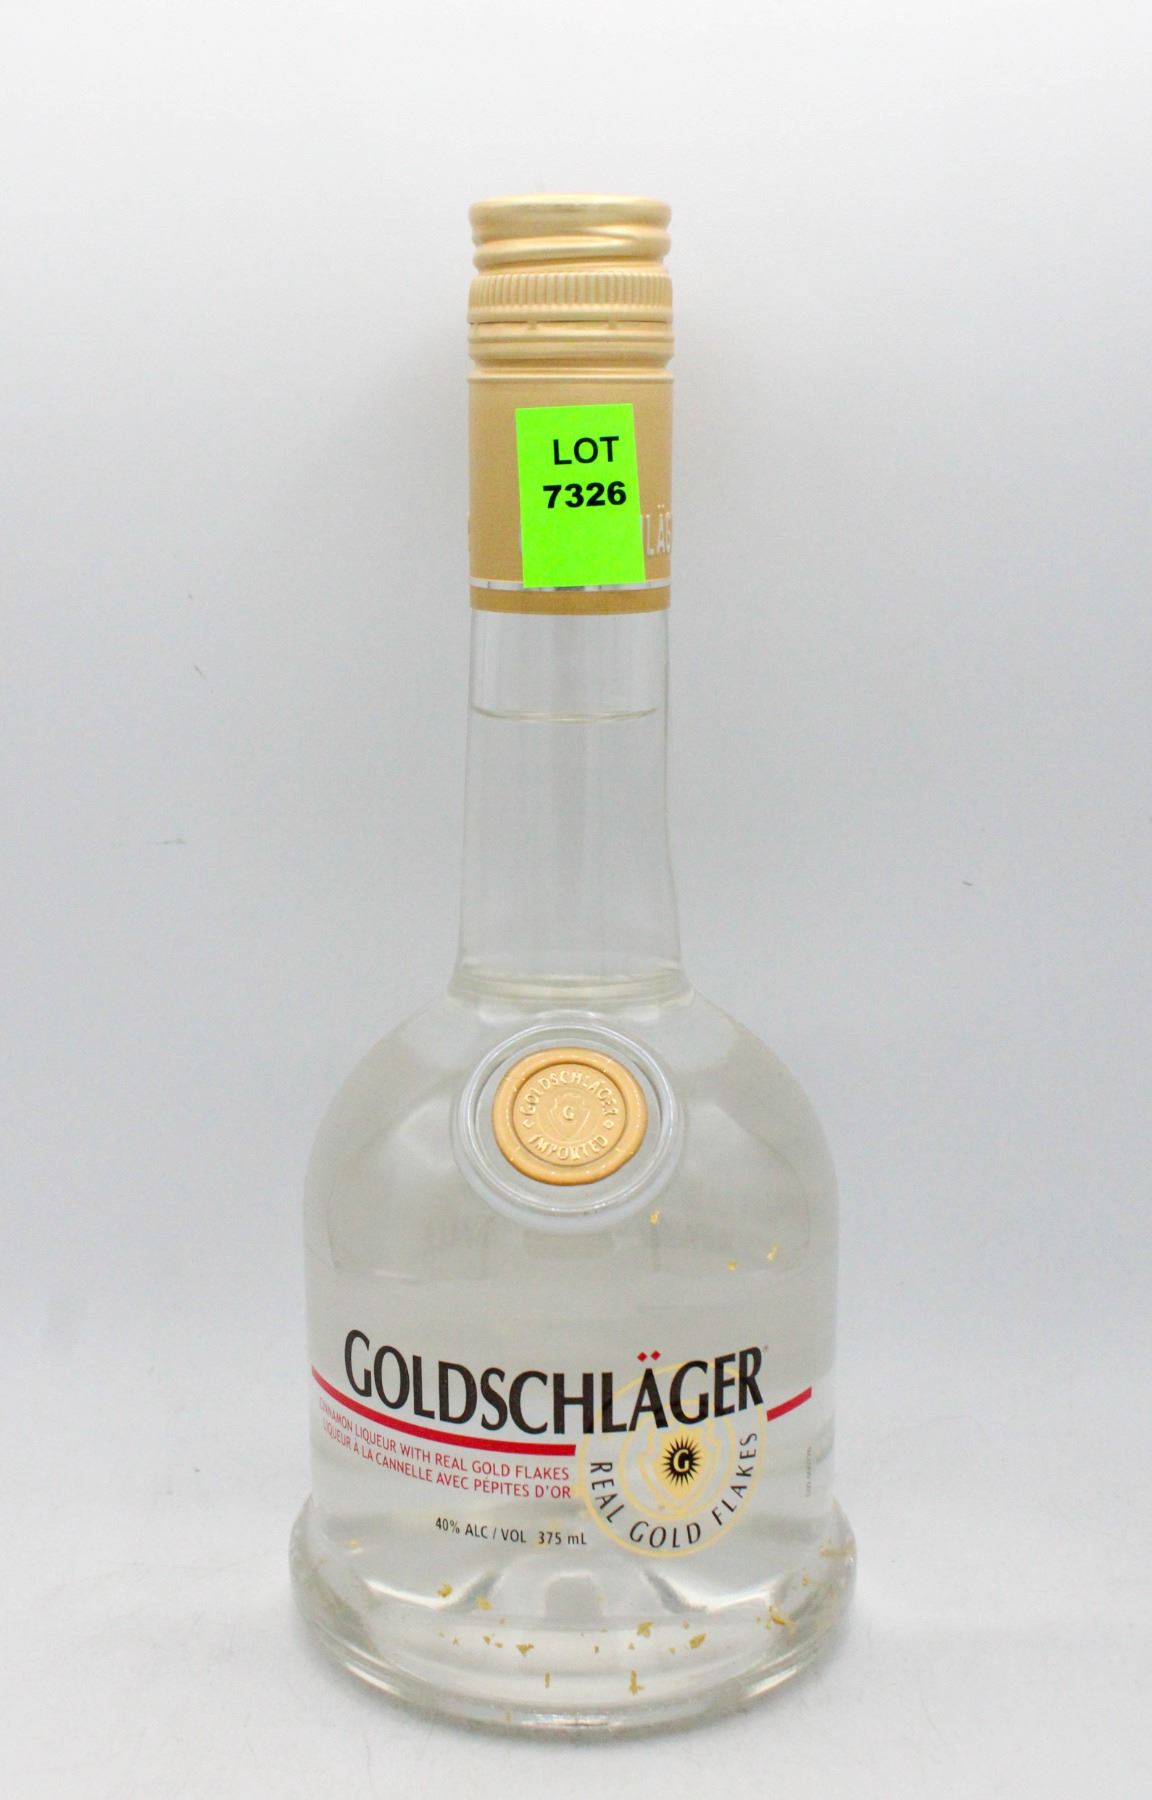 LOT
7326
LÄG
GOLDSCHLÄGER
G
IMPORTED
GOLDSCHLÄGER
CINNAMON LIQUEUR WITH REAL GOLD FLAKES
LIQUEUR À LA CANNELLE AVEC PÉPITES D'OR
G
REAL GOLD FLAKES
40% ALC / VOL 375 mL